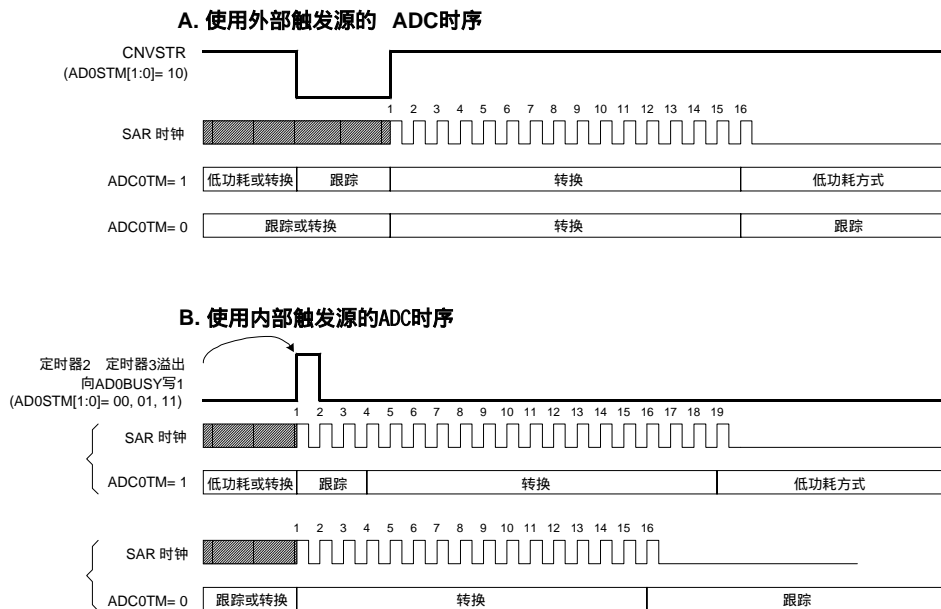 A. 使用外部触发源的 ADC时序
CNVSTR
(AD0STM[1:0]= 10)
1 2 3 4 5 6 7 8 9 10 11 12 13 14 15 16
SAR 时钟
ADC0TM= 1 低功耗或转换 跟踪 转换 低功耗方式
ADC0TM= 0 跟踪或转换 转换 跟踪
B. 使用内部触发源的ADC时序
定时器2 定时器3溢出
向AD0BUSY写1
(AD0STM[1:0]= 00, 01, 11)
1 2 3 4 5 6 7 8 9 10 11 12 13 14 15 16 17 18 19
SAR 时钟
ADC0TM= 1 低功耗或转换 跟踪 转换 低功耗方式
1 2 3 4 5 6 7 8 9 10 11 12 13 14 15 16
SAR 时钟
ADC0TM= 0 跟踪或转换 转换 跟踪